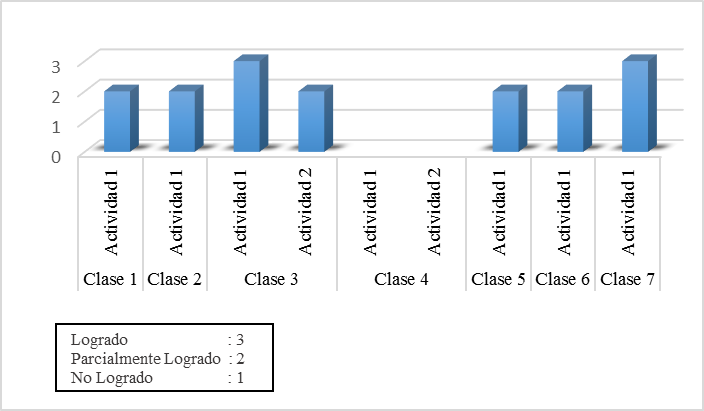 3
2
1
0
Actividad 1
Actividad 1
Actividad 1
Actividad 2
Actividad 1
Actividad 2
Actividad 1
Actividad 1
Actividad 1
Clase 1 Clase 2 Clase 3 Clase 4 Clase 5 Clase 6 Clase 7
Logrado : 3
Parcialmente Logrado : 2
No Logrado : 1